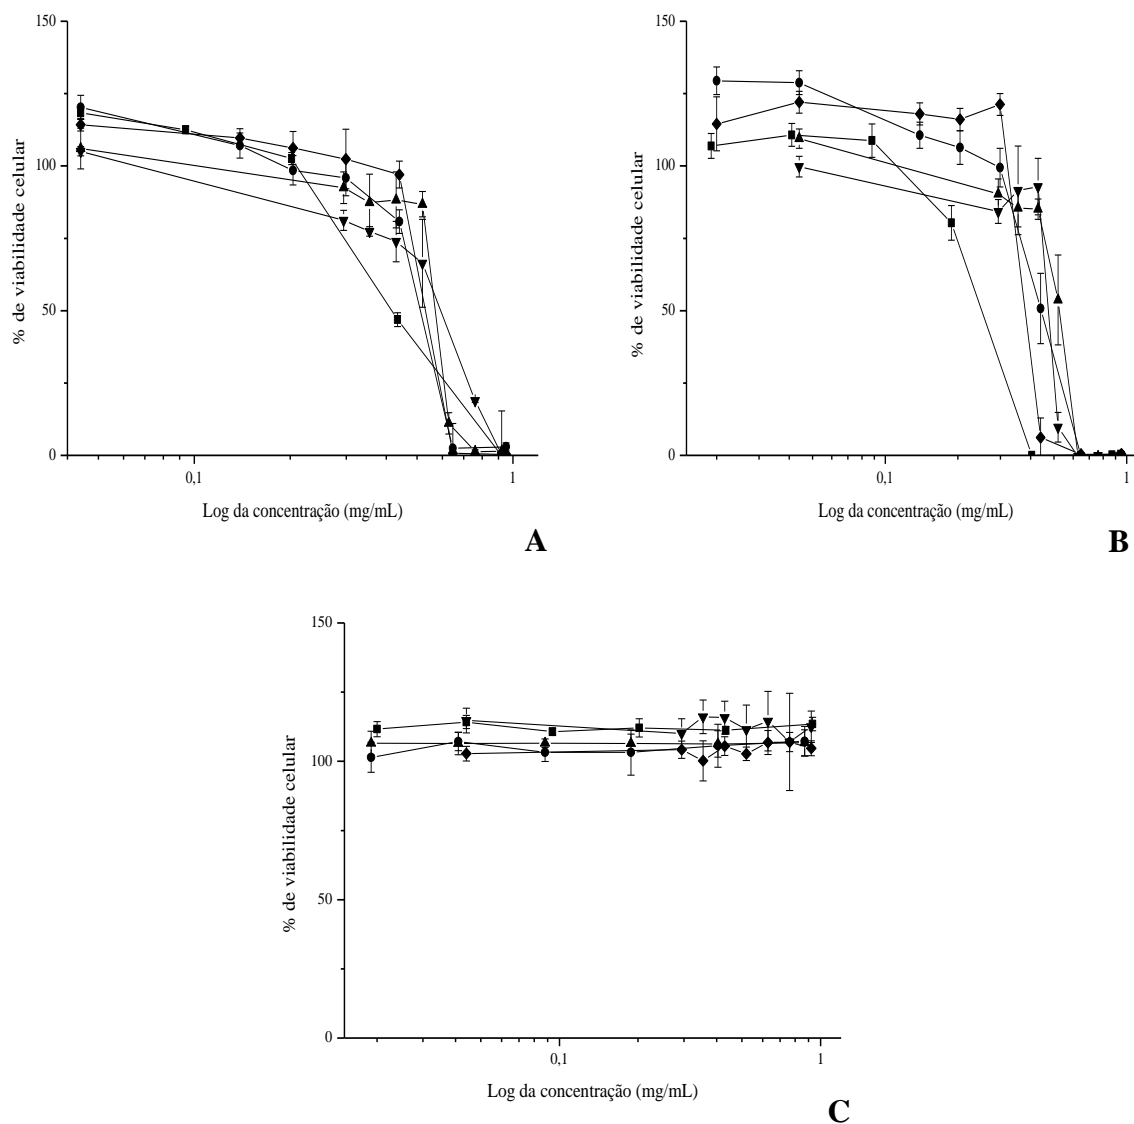 150
100
50
0
% de viabilidade celular
0,1
1
Log da concentração (mg/mL)
A
150
100
50
0
% de viabilidade celular
0,1
1
Log da concentração (mg/mL)
B
150
100
50
0
% de viabilidade celular
0,1
1
Log da concentração (mg/mL)
C